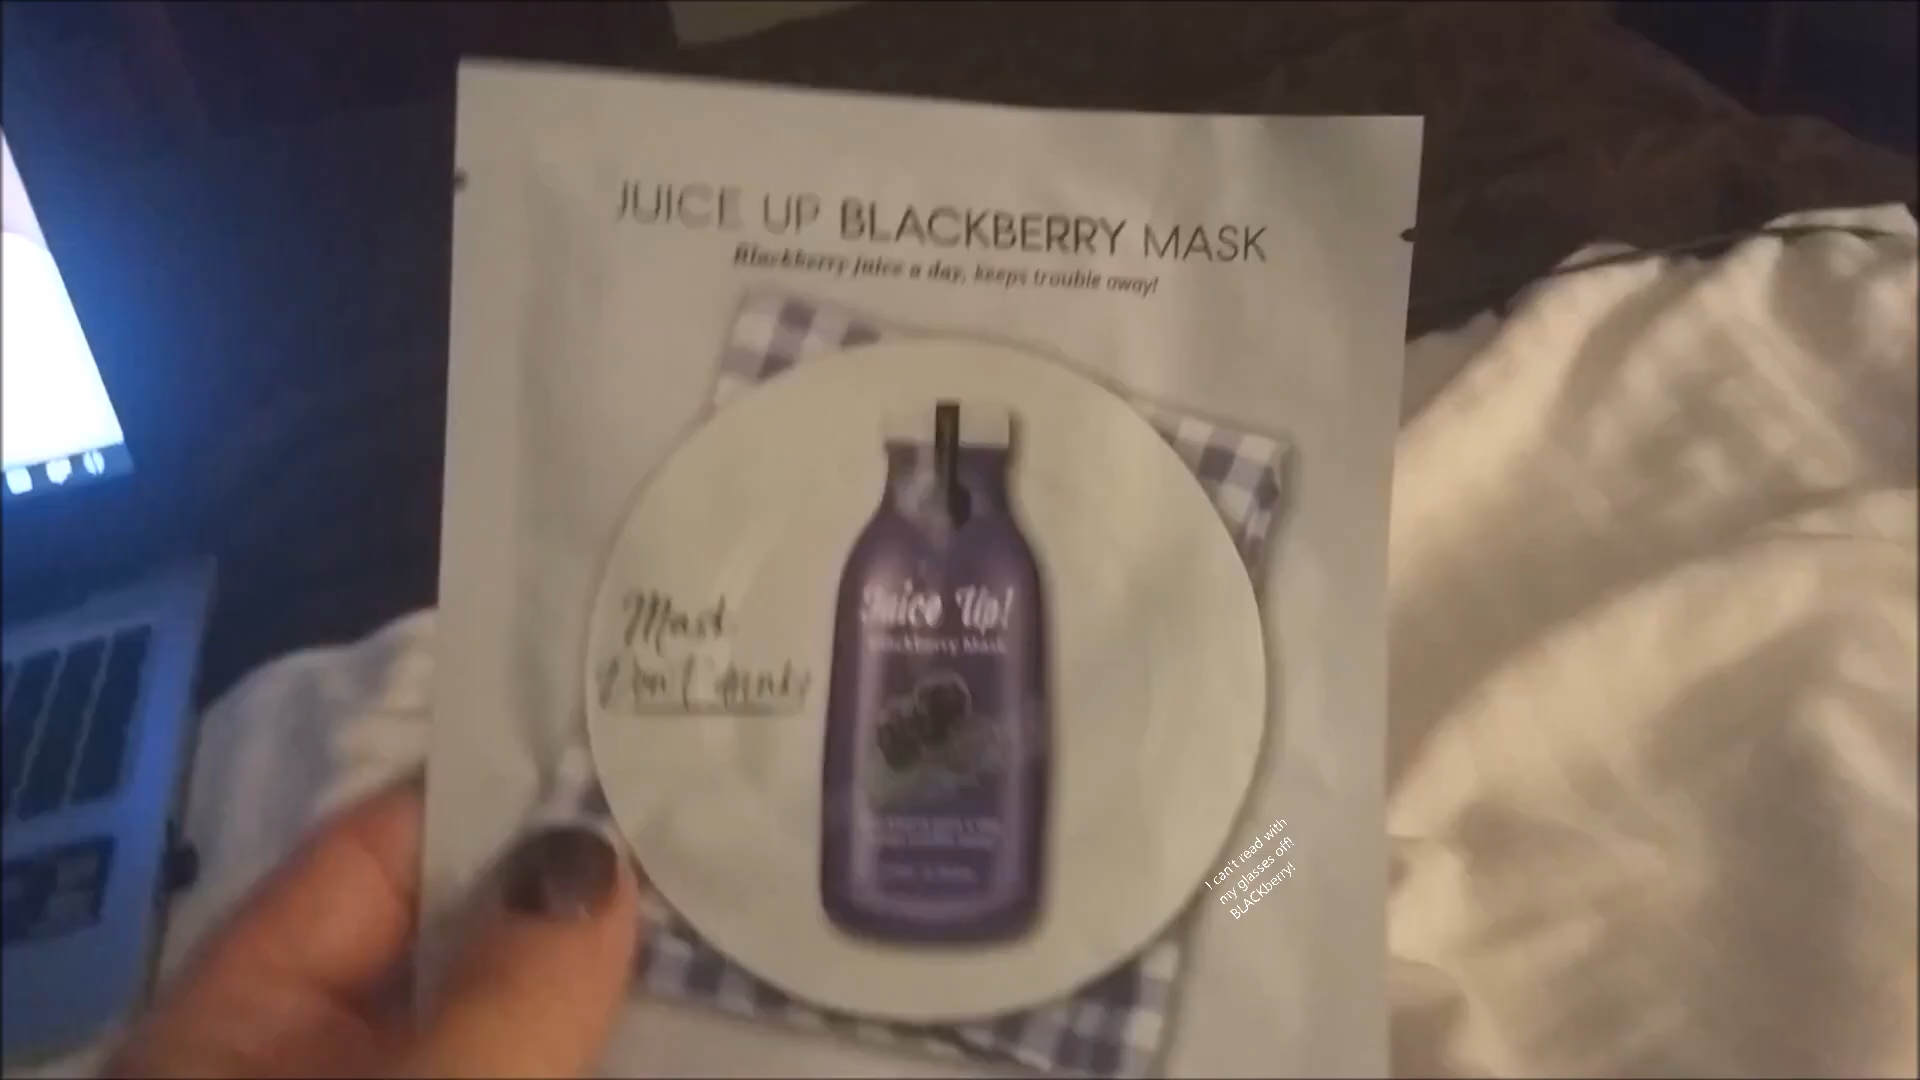 JUICE UP BLACKBERRY MASK
Blackberry Juice a day, keeps trouble away!
Juice Up!
Blackberry Mask
Mask
Don't drink!
I can't read with
my glasses off!
BLACKberry!